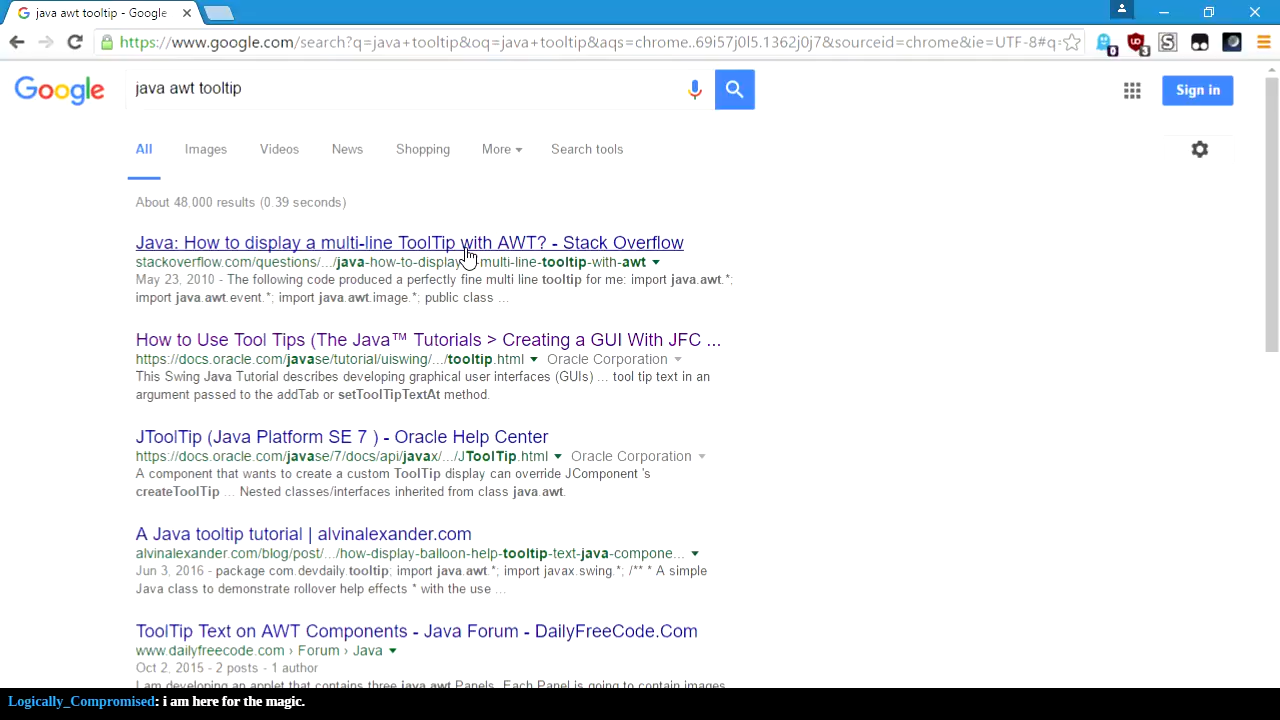 java awt tooltip - Google
https://www.google.com/search?q=java+tooltip&oq=java+tooltip&aqs=chrome..69i57j0l5.1362j0j7&sourceid=chrome&ie=UTF-8#q=
0
3
Google
java awt tooltip
Sign in
All Images Videos News Shopping More Search tools
About 48,000 results (0.39 seconds)
Java: How to display a multi-line ToolTip with AWT? - Stack Overflow
stackoverflow.com/questions/.../java-how-to-display-multi-line-tooltip-with-awt
May 23, 2010 - The following code produced a perfectly fine multi line tooltip for me: import java.awt.*;
import java.awt.event.*; import java.awt.image.*; public class ...
How to Use Tool Tips (The Java™ Tutorials > Creating a GUI With JFC ...
https://docs.oracle.com/javase/tutorial/uiswing/.../tooltip.html Oracle Corporation
This Swing Java Tutorial describes developing graphical user interfaces (GUIs) ... tool tip text in an
argument passed to the addTab or setToolTipTextAt method.
JToolTip (Java Platform SE 7 ) - Oracle Help Center
https://docs.oracle.com/javase/7/docs/api/javax/.../JToolTip.html Oracle Corporation
A component that wants to create a custom ToolTip display can override JComponent 's
createToolTip ... Nested classes/interfaces inherited from class java.awt.
A Java tooltip tutorial | alvinalexander.com
alvinalexander.com/blog/post/.../how-display-balloon-help-tooltip-text-java-compone...
Jun 3, 2016 - package com.devdaily.tooltip; import java.awt.*; import javax.swing.*; /** * A simple
Java class to demonstrate rollover help effects * with the use ...
ToolTip Text on AWT Components - Java Forum - DailyFreeCode.Com
www.dailyfreecode.com › Forum › Java
Oct 2, 2015 - 2 posts - 1 author
I am developing an applet that contains three java.awt.Panels. Each Panel is going to contain images
Logically_Compromised: i am here for the magic.